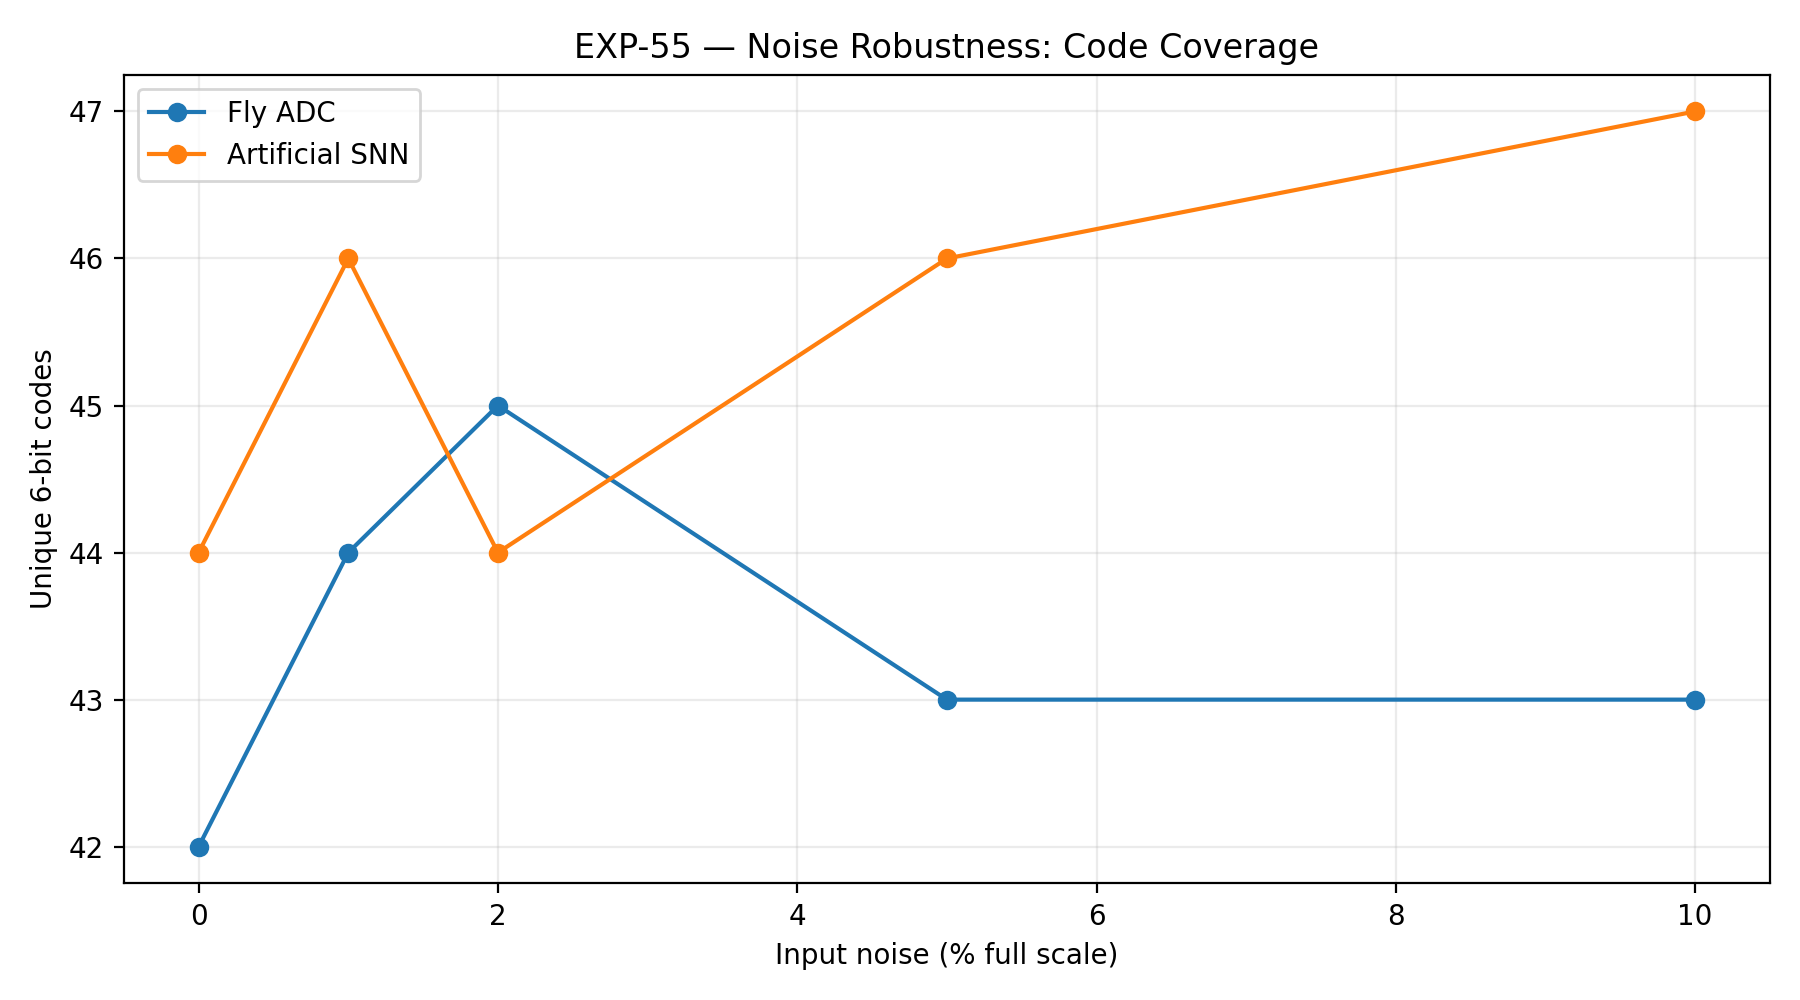 EXP-55 — Noise Robustness: Code Coverage
Fly ADC
Artificial SNN
Unique 6-bit codes
47
46
45
44
43
42
0 2 4 6 8 10
Input noise (% full scale)